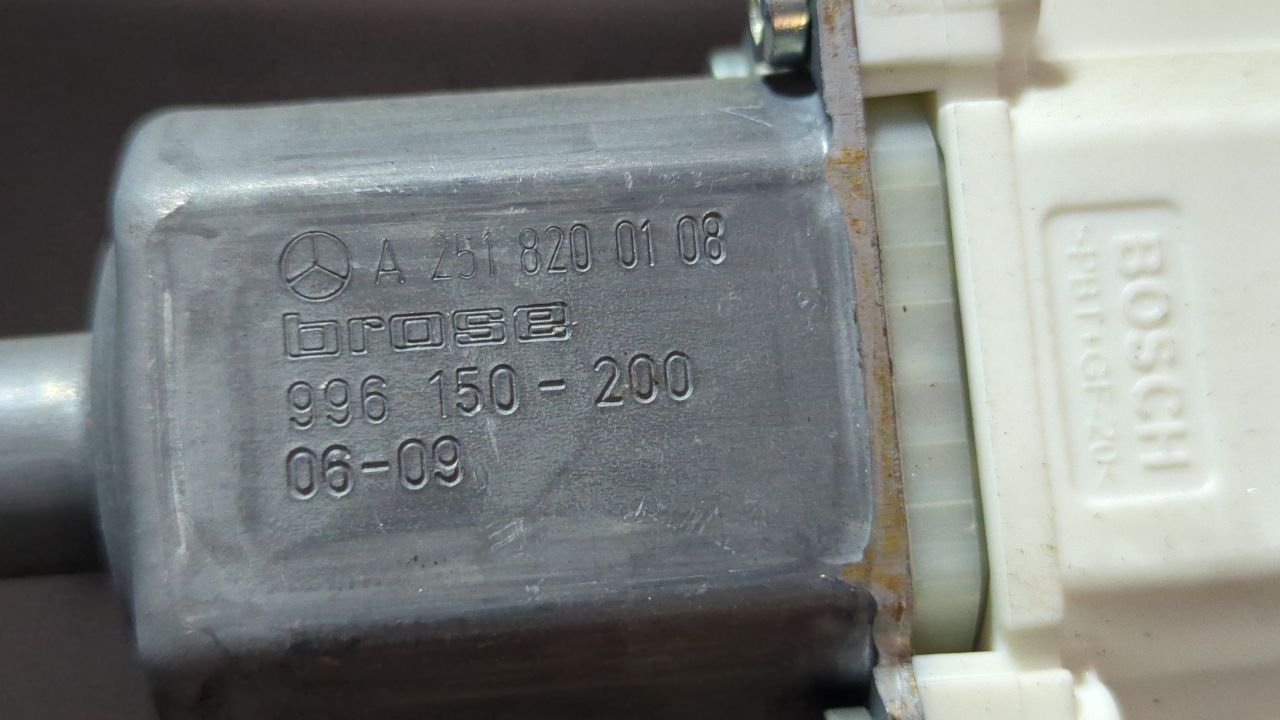 A 251 820 01 08
brose
996 150-200
06-09
BOSCH
>PBT+GF-20<